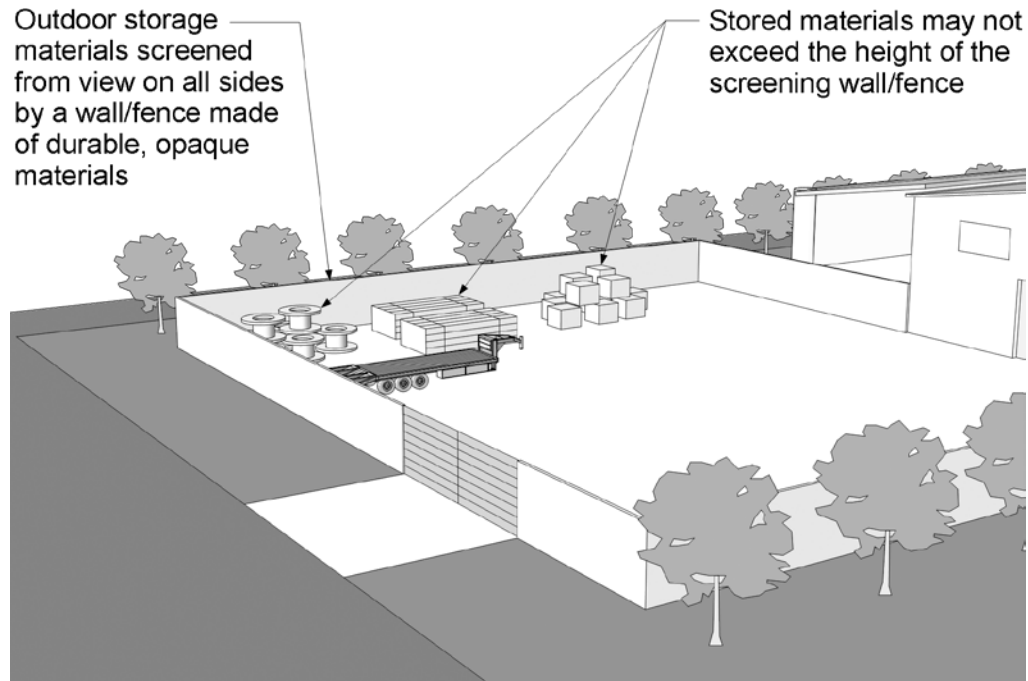 Outdoor storage
materials screened
from view on all sides
by a wall/fence made
of durable, opaque
materials
Stored materials may not
exceed the height of the
screening wall/fence